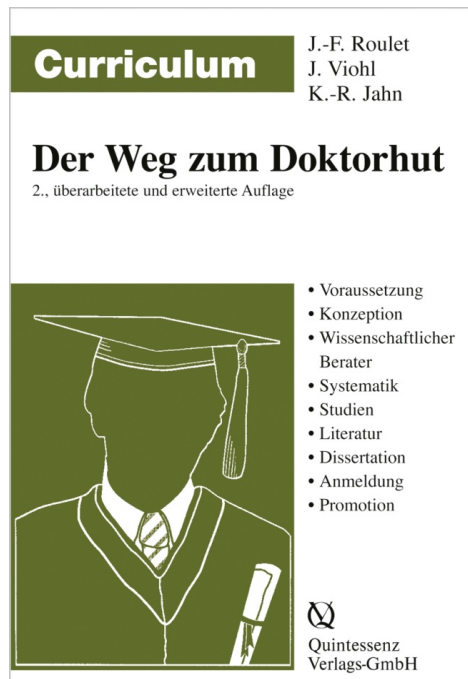 Curriculum
J.-F. Roulet
J. Viohl
K.-R. Jahn
Der Weg zum Doktorhut
2., überarbeitete und erweiterte Auflage
• Voraussetzung
• Konzeption
• Wissenschaftlicher
Berater
• Systematik
• Studien
• Literatur
• Dissertation
• Anmeldung
• Promotion
Quintessenz
Verlags-GmbH